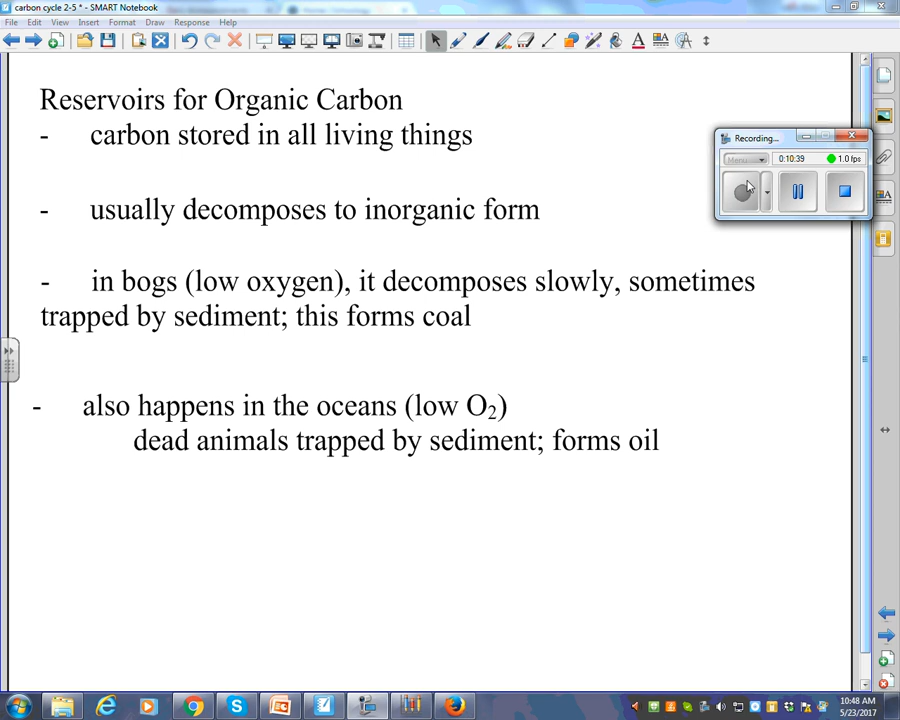 carbon cycle 2-5 * - SMART Notebook
File Edit View Insert Format Draw Response Help
Reservoirs for Organic Carbon
- carbon stored in all living things
Recording...
Menu 0:10:39 1.0 fps
- usually decomposes to inorganic form
- in bogs (low oxygen), it decomposes slowly, sometimes
trapped by sediment; this forms coal
- also happens in the oceans (low O₂)
dead animals trapped by sediment; forms oil
10:48 AM
5/23/2017